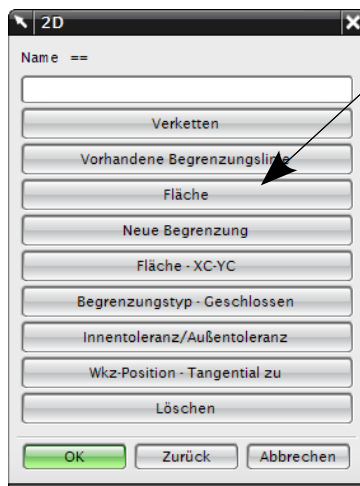 2D
Name ==
Verketten
Vorhandene Begrenzungslinie
Fläche
Neue Begrenzung
Fläche - XC-YC
Begrenzungstyp - Geschlossen
Innentoleranz/Außentoleranz
Wkz-Position - Tangential zu
Löschen
OK Zurück Abbrechen